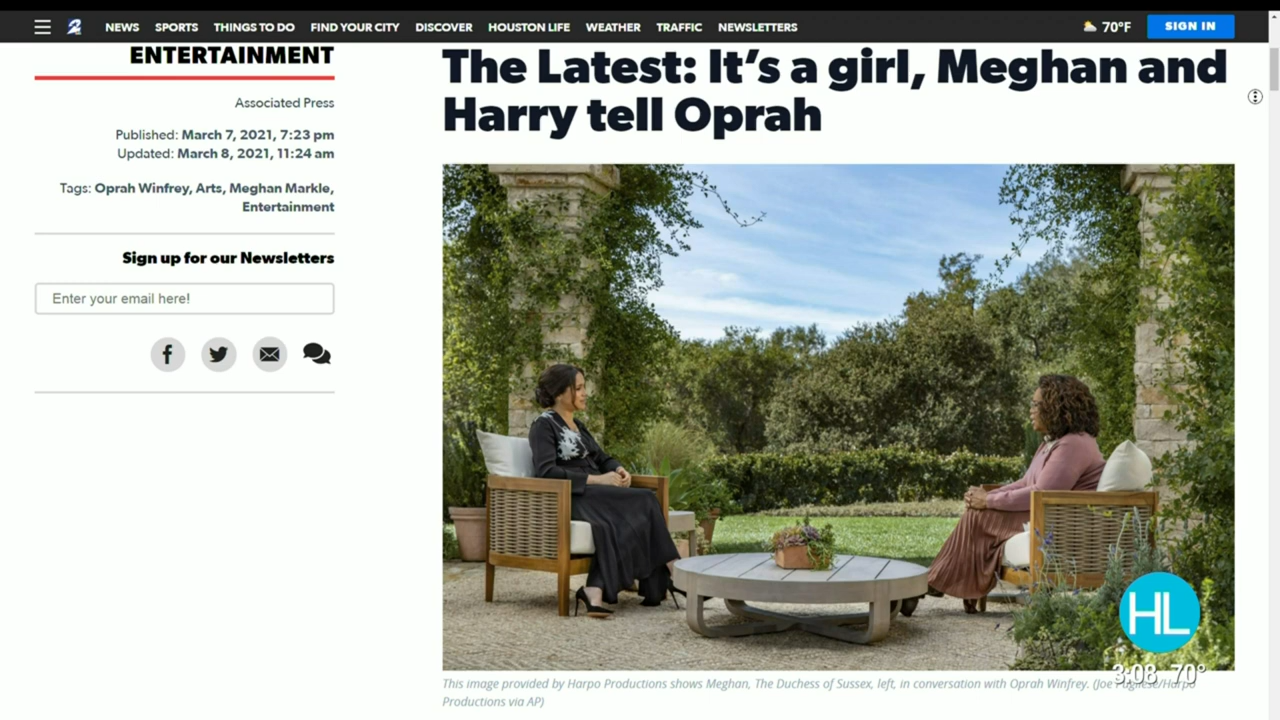 2 NEWS SPORTS THINGS TO DO FIND YOUR CITY DISCOVER HOUSTON LIFE WEATHER TRAFFIC NEWSLETTERS 70°F SIGN IN
ENTERTAINMENT
Associated Press
Published: March 7, 2021, 7:23 pm
Updated: March 8, 2021, 11:24 am
Tags: Oprah Winfrey, Arts, Meghan Markle,
Entertainment
Sign up for our Newsletters
Enter your email here!
The Latest: It's a girl, Meghan and
Harry tell Oprah
HL
3:08 70°
This image provided by Harpo Productions shows Meghan, The Duchess of Sussex, left, in conversation with Oprah Winfrey. (Joe Pugliese/Harpo
Productions via AP)